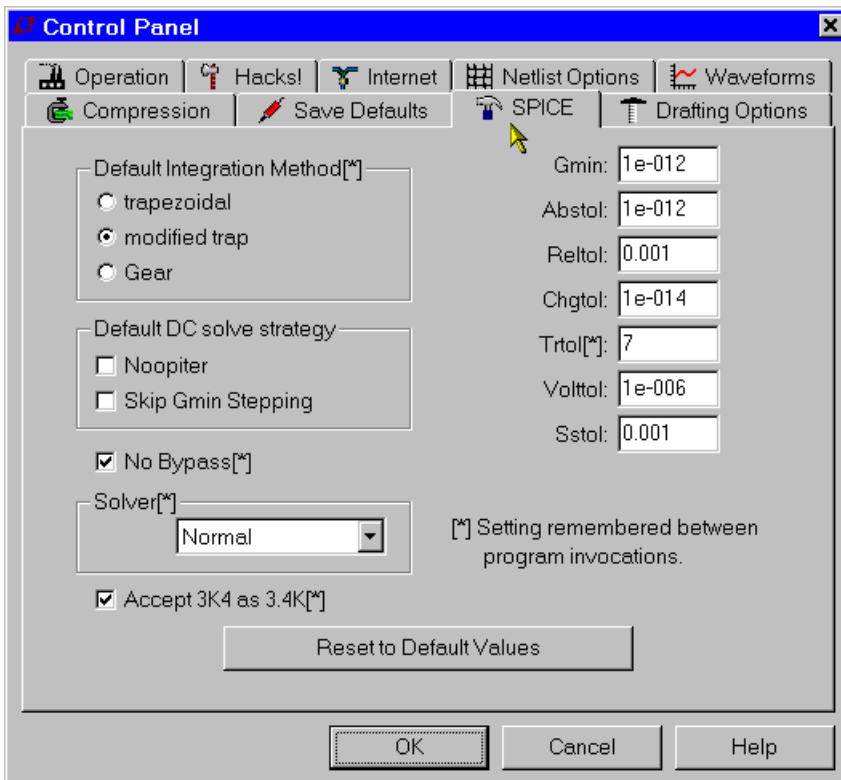 Control Panel
Operation
Hacks!
Internet
Netlist Options
Waveforms
Compression
Save Defaults
SPICE
Drafting Options
Default Integration Method[*]
trapezoidal
modified trap
Gear
Default DC solve strategy
Noopiter
Skip Gmin Stepping
No Bypass[*]
Solver[*]
Normal
Accept 3K4 as 3.4K[*]
Gmin: 1e-012
Abstol: 1e-012
Reltol: 0.001
Chgtol: 1e-014
Trtol[*]: 7
Volttol: 1e-006
Sstol: 0.001
[*] Setting remembered between
program invocations.
Reset to Default Values
OK
Cancel
Help